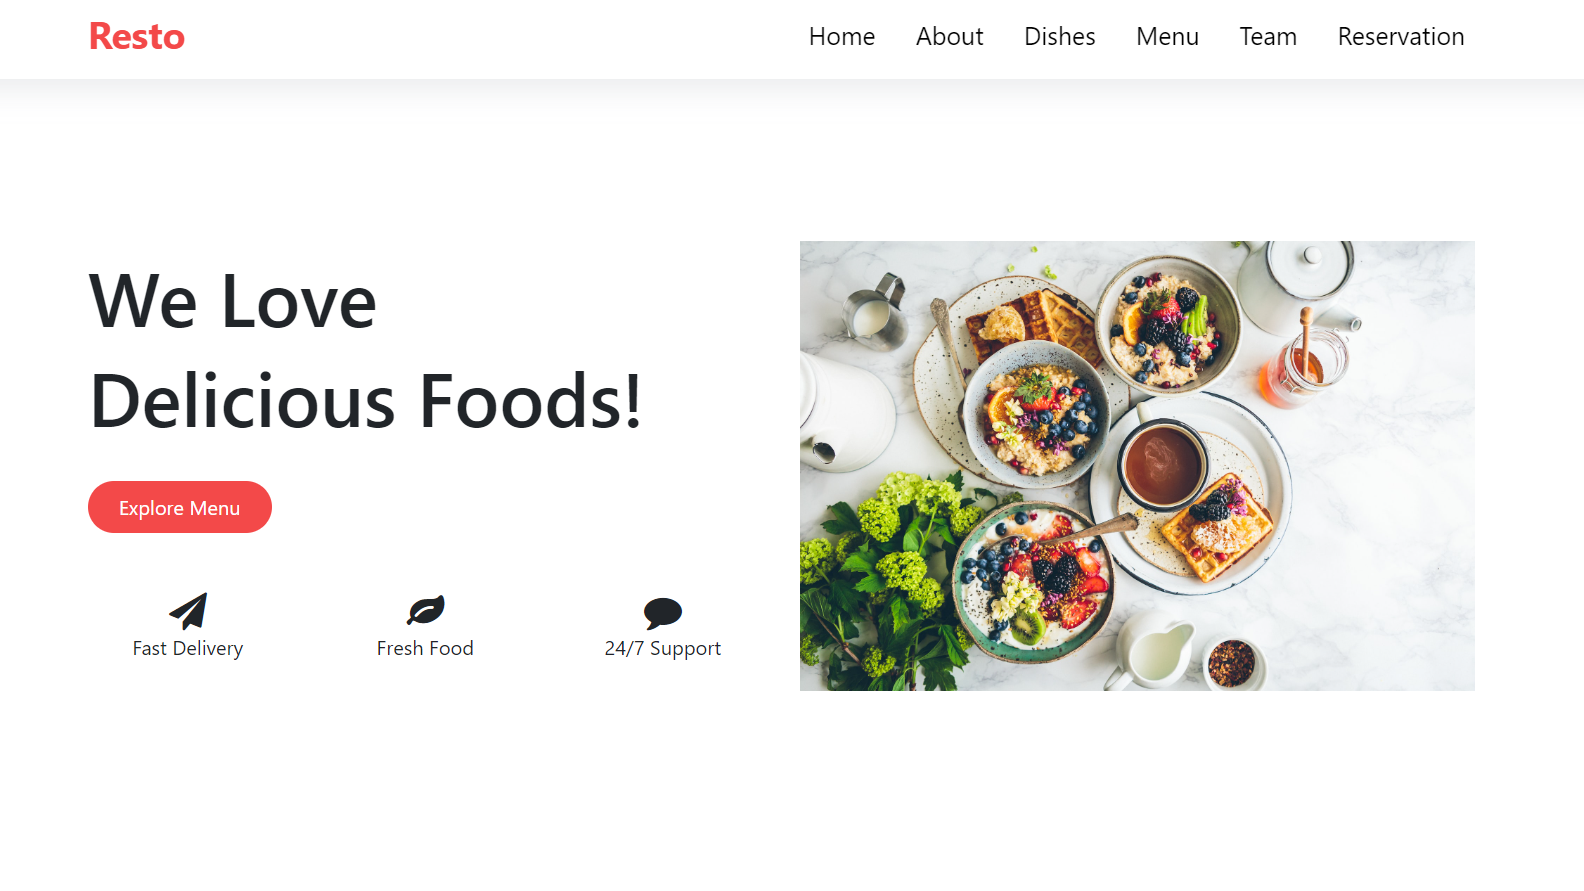 Resto
Home About Dishes Menu Team Reservation
We Love
Delicious Foods!
Explore Menu
Fast Delivery Fresh Food 24/7 Support